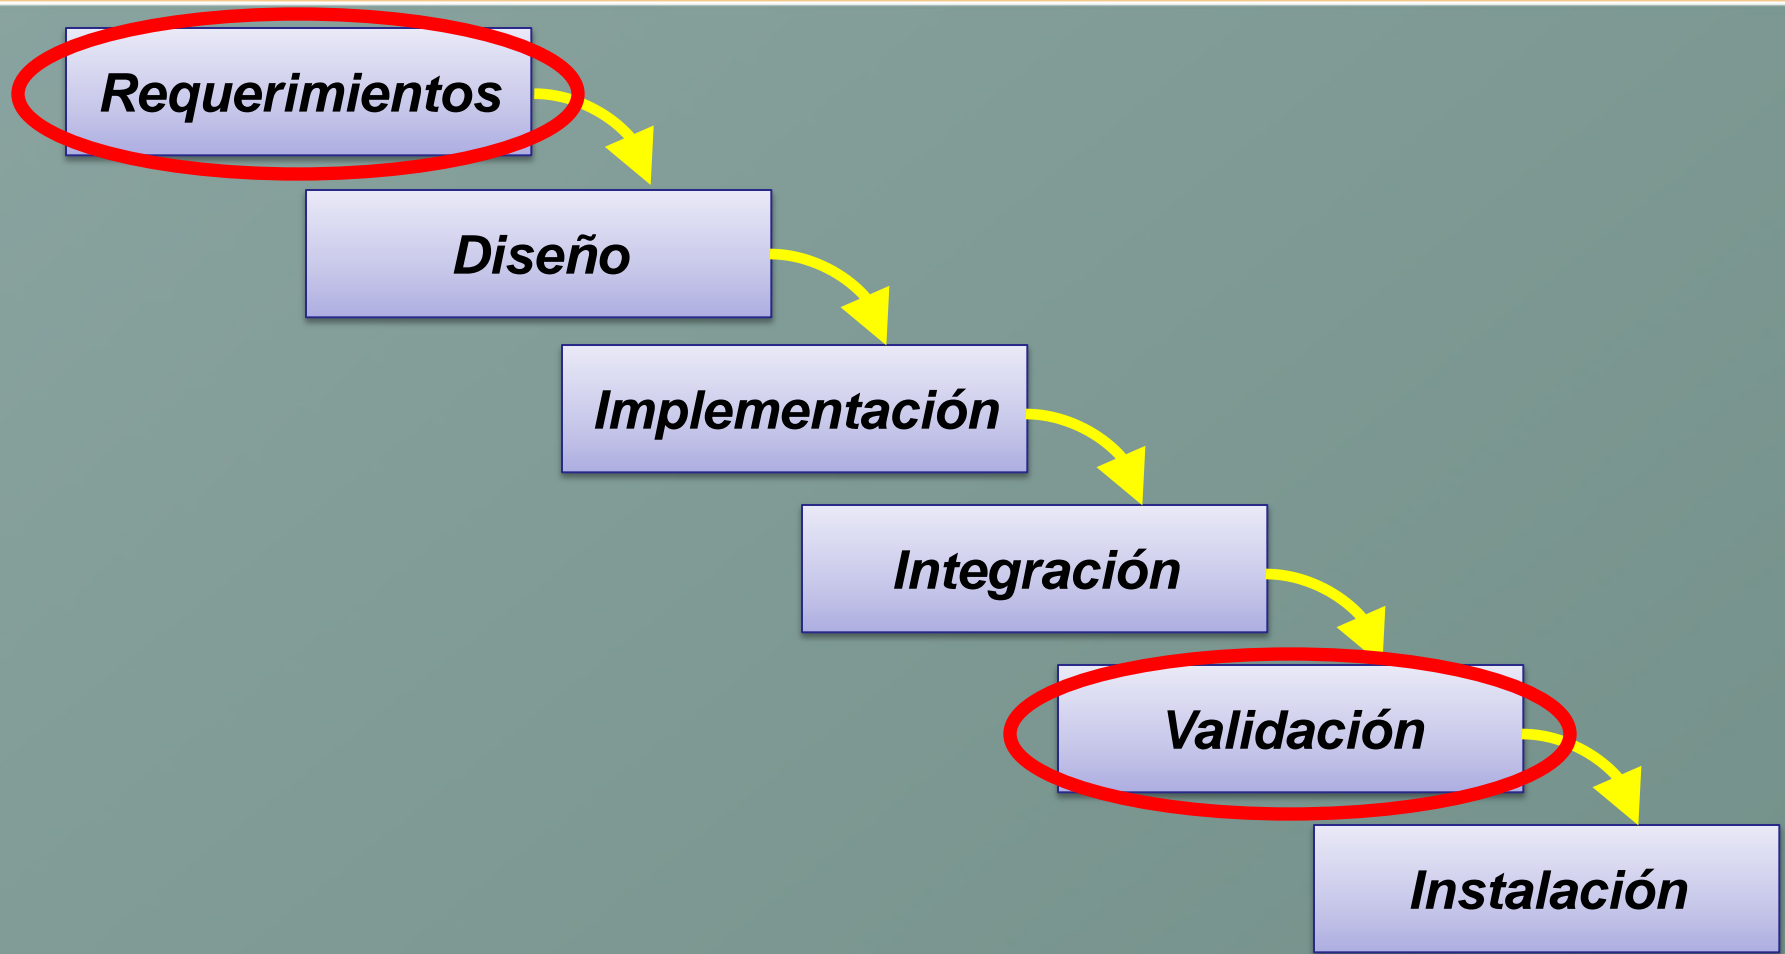 Requerimientos
Diseño
Implementación
Integración
Validación
Instalación